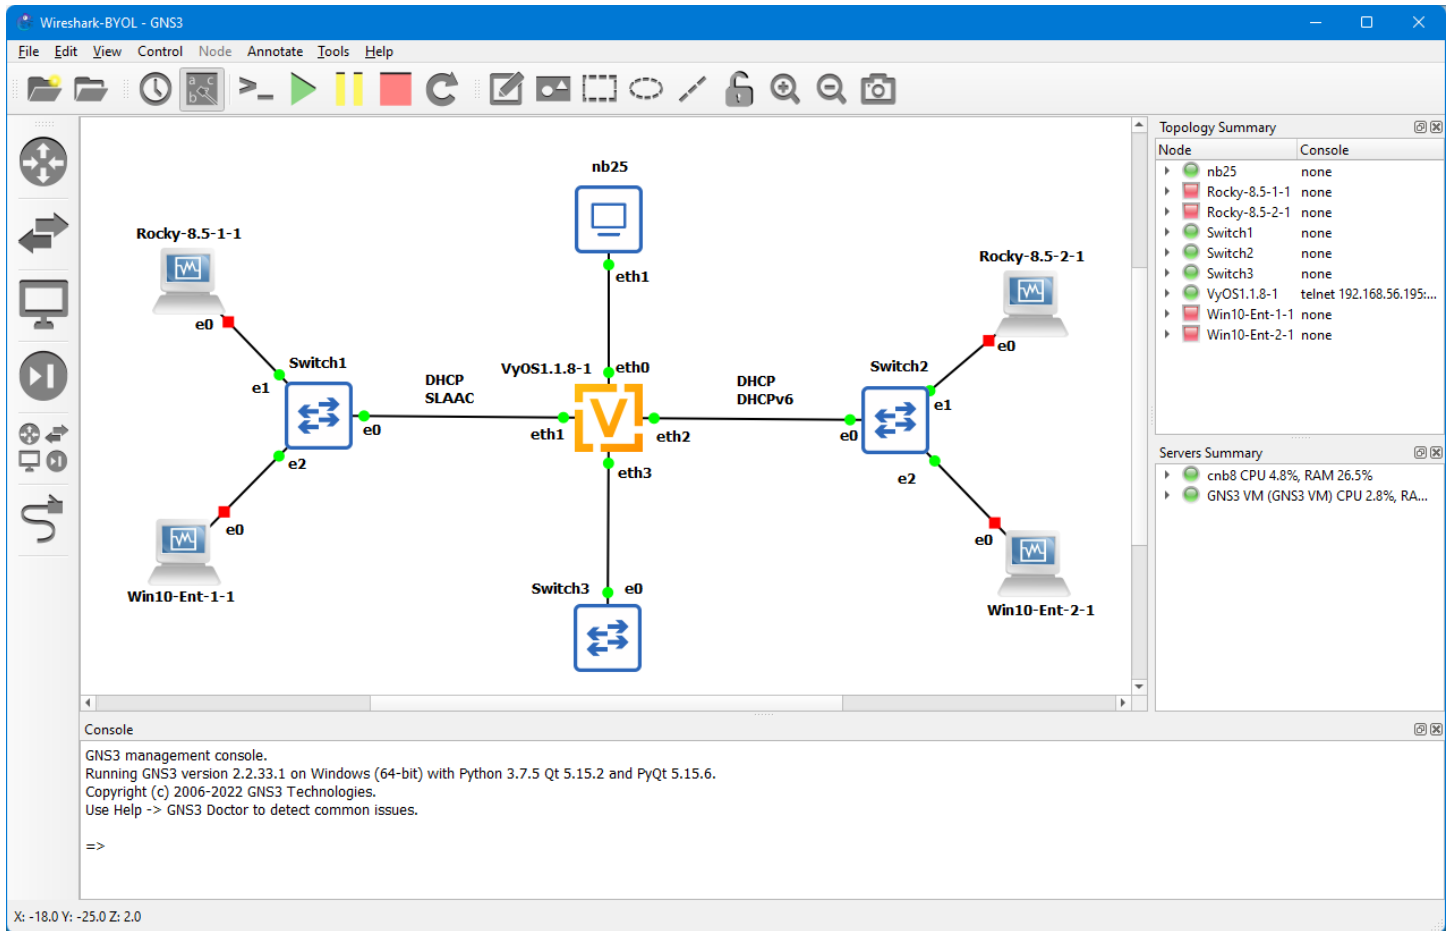 Wireshark-BYOL - GNS3
File Edit View Control Node Annotate Tools Help
nb25
eth1
Rocky-8.5-1-1
e0
Switch1
e1
e0
e2
e0
Win10-Ent-1-1
DHCP
SLAAC
VyOS1.1.8-1
eth0
eth1
eth2
eth3
DHCP
DHCPv6
Switch2
e0
e1
e2
Rocky-8.5-2-1
e0
e0
Win10-Ent-2-1
Switch3
e0
Topology Summary
Node Console
nb25 none
Rocky-8.5-1-1 none
Rocky-8.5-2-1 none
Switch1 none
Switch2 none
Switch3 none
VyOS1.1.8-1 telnet 192.168.56.195:...
Win10-Ent-1-1 none
Win10-Ent-2-1 none
Servers Summary
cnb8 CPU 4.8%, RAM 26.5%
GNS3 VM (GNS3 VM) CPU 2.8%, RA...
Console
GNS3 management console.
Running GNS3 version 2.2.33.1 on Windows (64-bit) with Python 3.7.5 Qt 5.15.2 and PyQt 5.15.6.
Copyright (c) 2006-2022 GNS3 Technologies.
Use Help -> GNS3 Doctor to detect common issues.
=>
X: -18.0 Y: -25.0 Z: 2.0